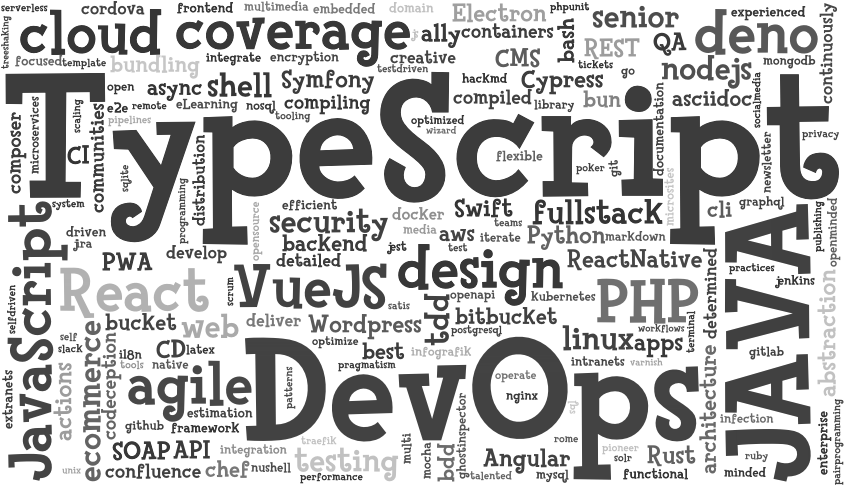 serverless
cordova
frontend
multimedia
embedded
domain
Electron
phpunit
senior
experienced
continuously
treeshaking
cloud
coverage
ally
containers
bash
REST
QA
deno
mongodb
focused
template
bundling
integrate
encryption
testdriven
creative
CMS
tickets
go
nodejs
open
async
shell
Symfony
hackmd
Cypress
documentation
socialmedia
e2e
remote
eLearning
nosql
compiling
compiled
library
bun
asciidoc
pipelines
tooling
optimized
wizard
privacy
composer
microservices
scaling
TypeScript
CI
communities
sqlite
distribution
programming
flexible
poker
git
newsletter
microsites
system
efficient
docker
Swift
fullstack
cli
graphql
publishing
openminded
driven
jra
opensource
security
media
teams
aws
iterate
Python
markdown
PWA
develop
backend
jest
test
detailed
design
ReactNative
determined
practices
jenkins
JavaScript
selfdriven
React
scrum
VueJS
satis
tdd
openapi
kubernetes
PHP
JAVA
self
slack
bucket
web
deliver
Wordpress
postgresql
bitbucket
workflows
terminal
abstraction
i18n
CD
latex
optimize
best
infografik
linux
apps
gitlab
tools
native
pragmatism
intranets
varnish
extranets
actions
ecommerce
codeception
agile
patterns
DevOps
operate
nginx
sql
architecture
estimation
github
framework
infection
enterprise
pairprogramming
SOAP
API
integration
traefik
multi
mocha
bdd
ghostinspector
rome
pioneer
solr
Rust
ruby
unix
confluence
chef
nushell
testing
performance
talented
Angular
mysql
functional
minded